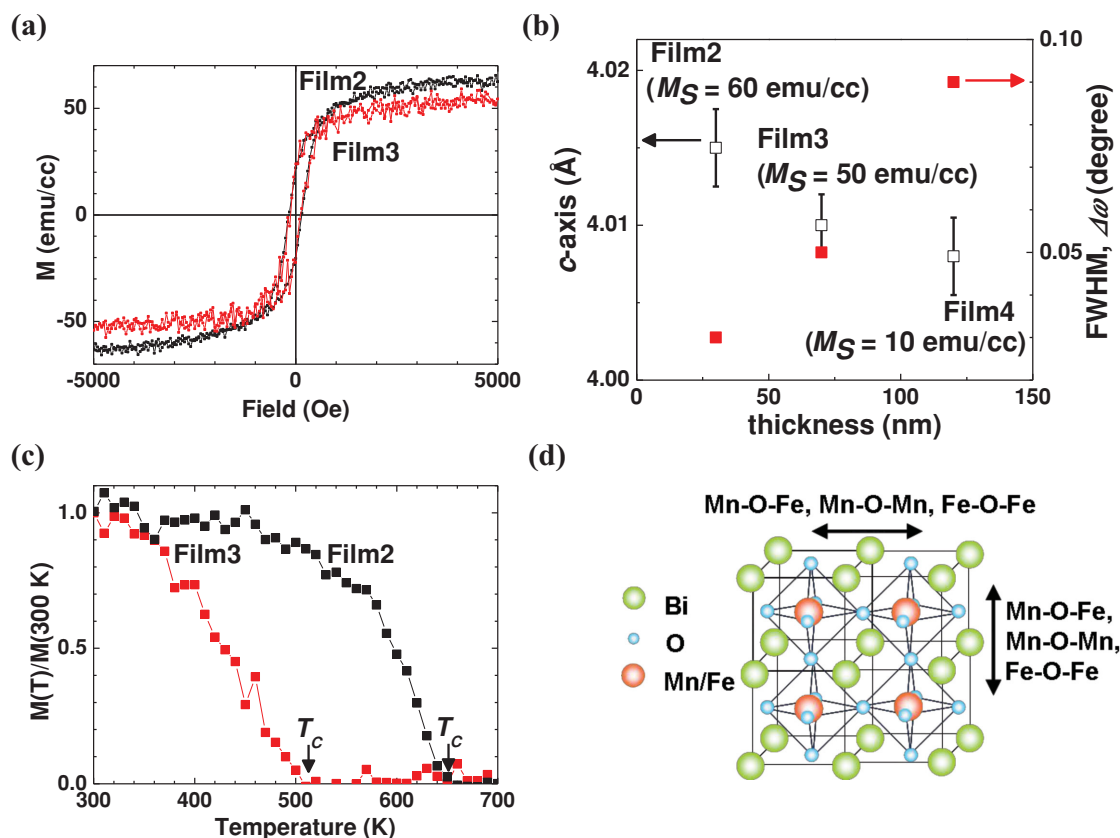 (a)
50
0
-50
M (emu/cc)
Film2
Film3
-5000
0
5000
Field (Oe)
(b)
4.02
4.01
4.00
c-axis (Å)
Film2
(MS = 60 emu/cc)
Film3
(MS = 50 emu/cc)
Film4
(MS = 10 emu/cc)
0.10
0.05
FWHM, Δω (degree)
0
50
100
150
thickness (nm)
(c)
1.0
0.5
0.0
M(T)/M(300 K)
Film3
Film2
TC
TC
300
400
500
600
700
Temperature (K)
(d)
Mn-O-Fe, Mn-O-Mn, Fe-O-Fe
Bi
O
Mn/Fe
Mn-O-Fe,
Mn-O-Mn,
Fe-O-Fe